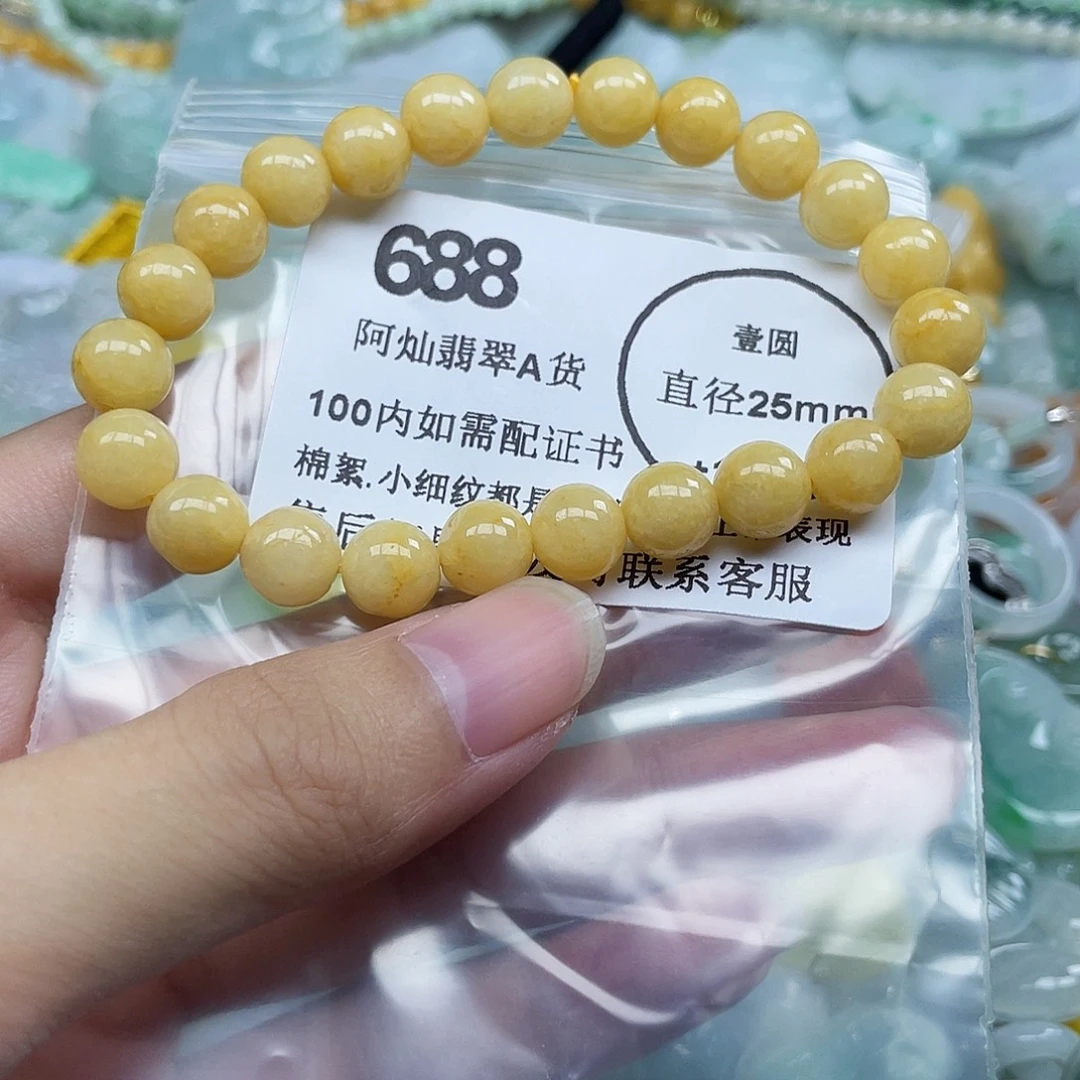 688
阿灿翡翠A货
壹圆
直径25mm
100内如需配证书
棉絮.小细纹都是
表现
联系客服